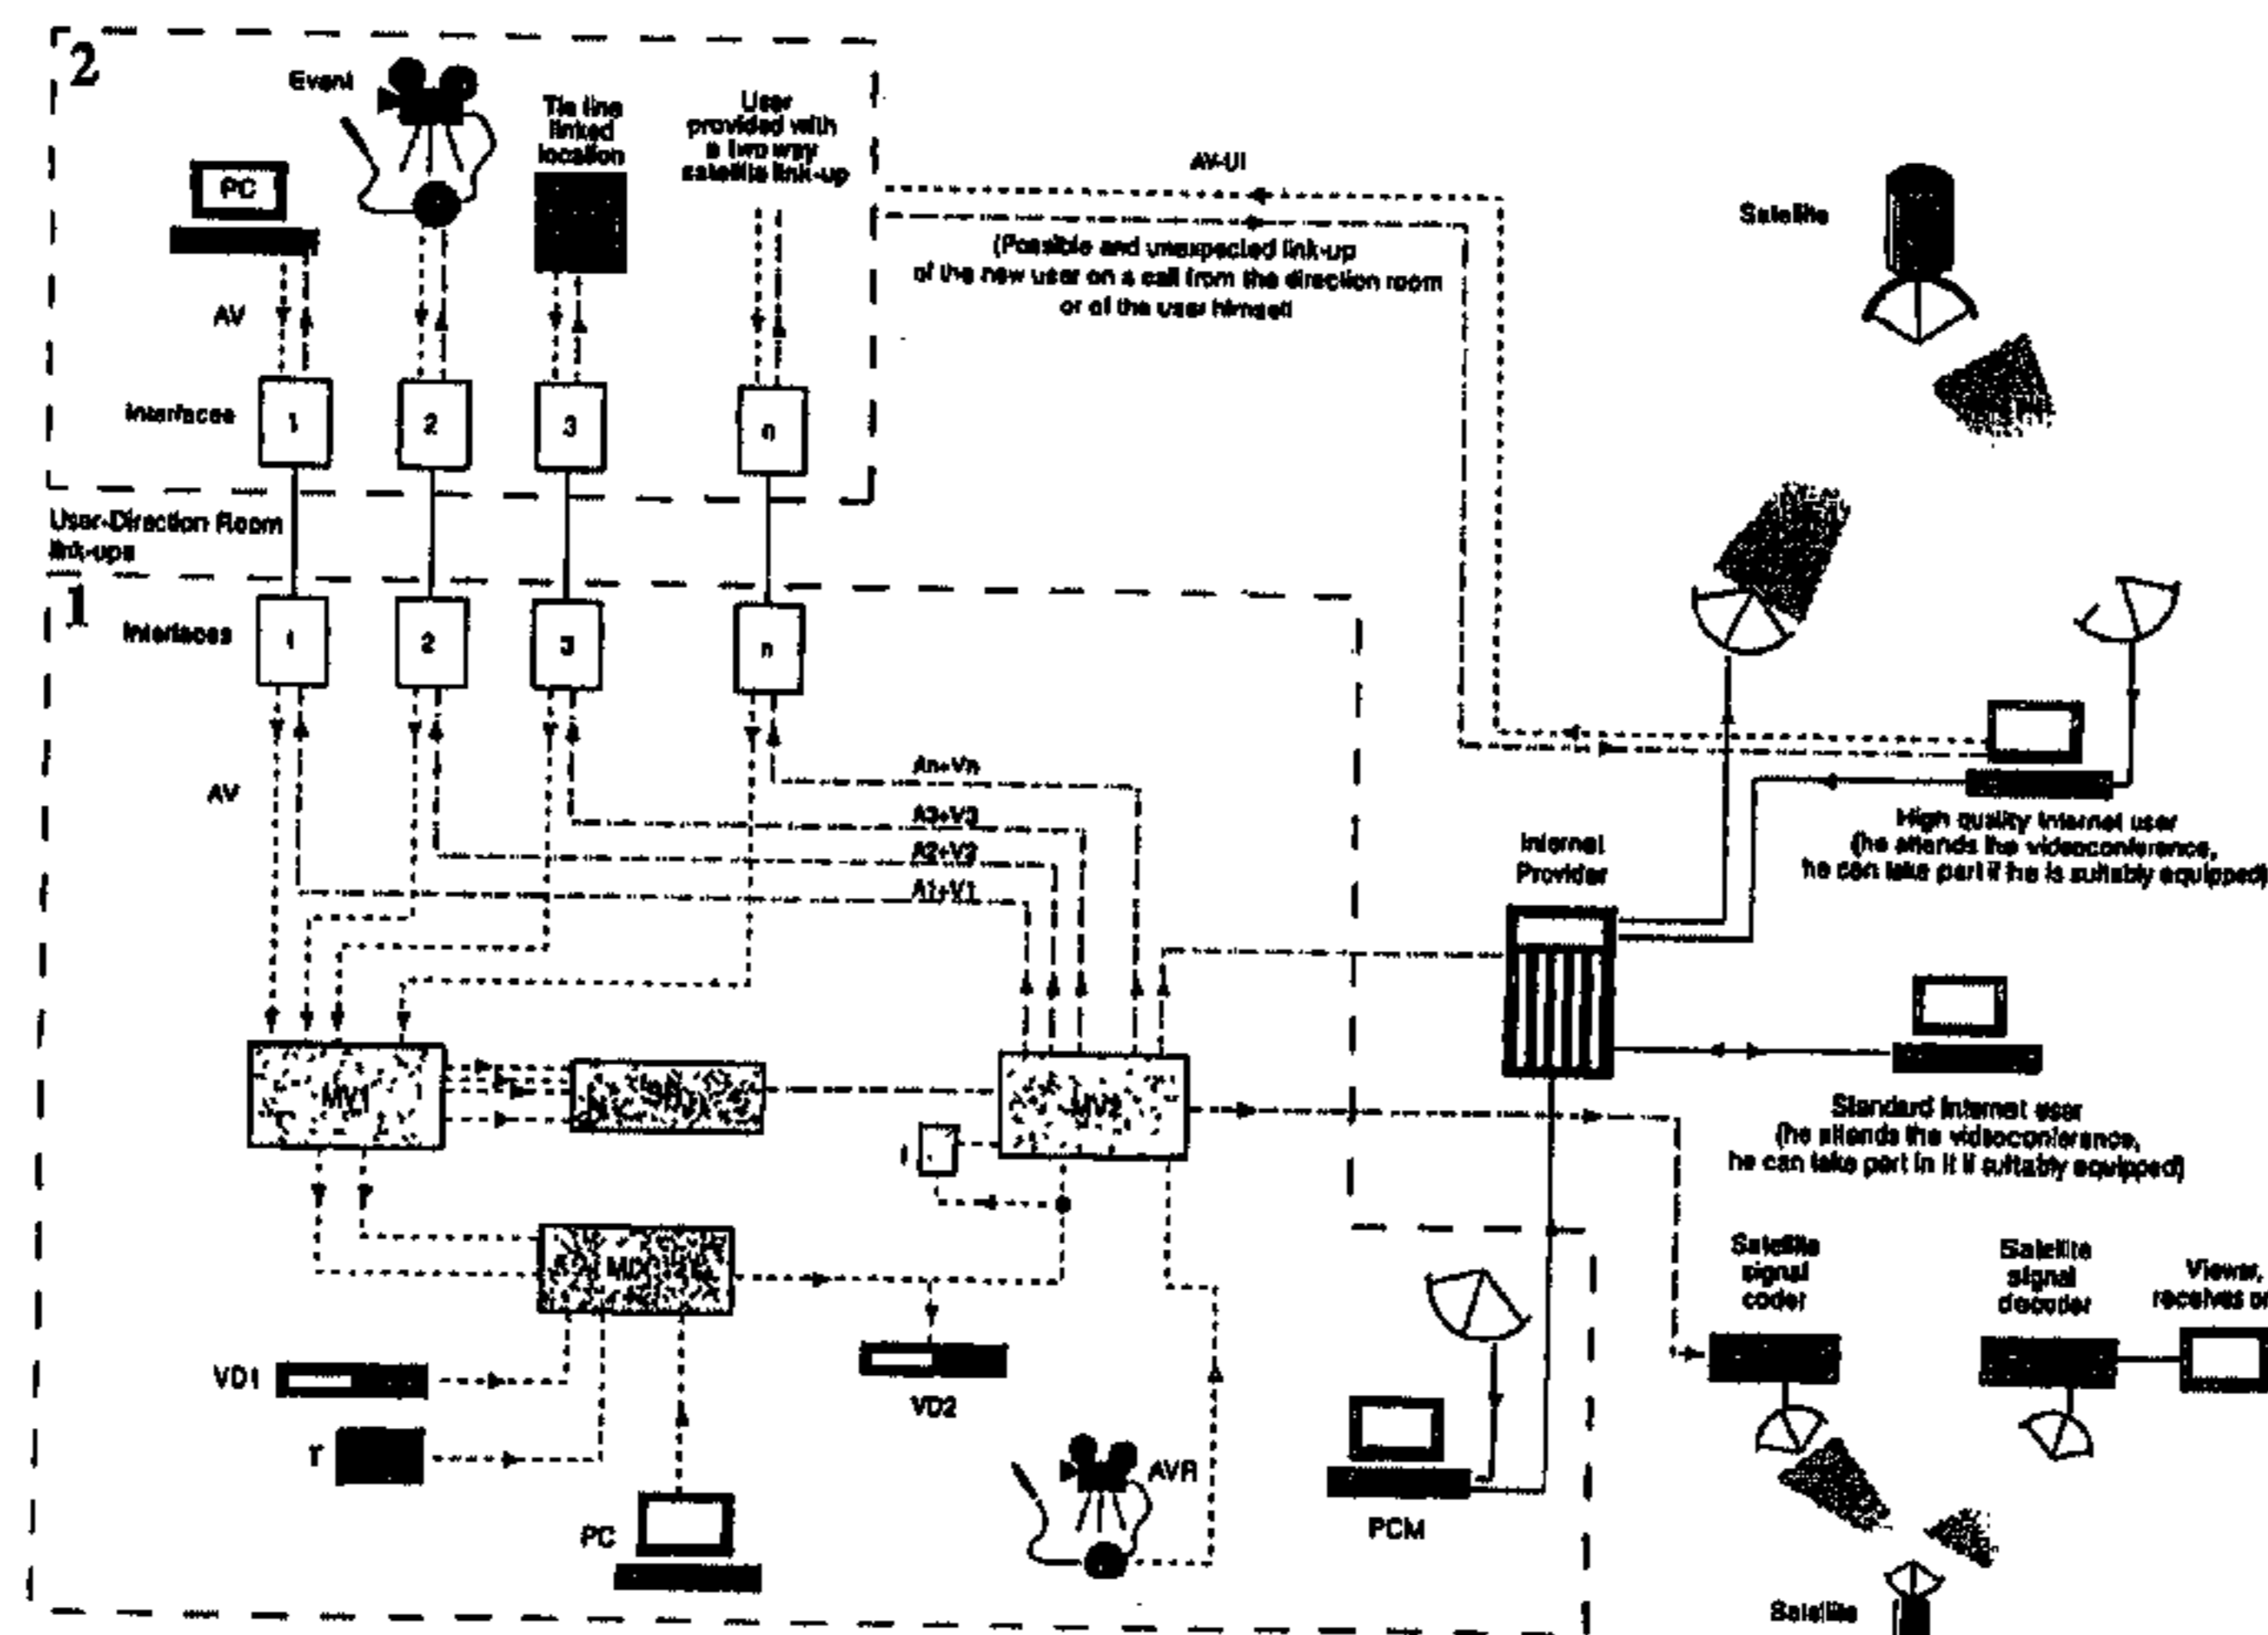 2
Event
PC
Tie line
linked
location
User
provided with
a two way
satellite link-up
AV-UI
(Possible and unexpected link-up
of the new user on a call from the direction room
or of the user himself
Satellite
AV
Interfaces
1
2
3
n
User-Direction Room
link-ups
1
Interfaces
1
2
3
n
AV
An+Vn
A3+V3
A2+V2
A1+V1
Internet
Provider
High quality Internet user
(he attends the videoconference,
he can take part if he is suitably equipped)
MV1
MV2
Standard Internet user
(he attends the videoconference,
he can take part in it if suitably equipped)
MIX
Satellite
signal
coder
Satellite
signal
decoder
Viewer,
receives
VD1
VD2
r
AVR
PC
PCM
Satellite